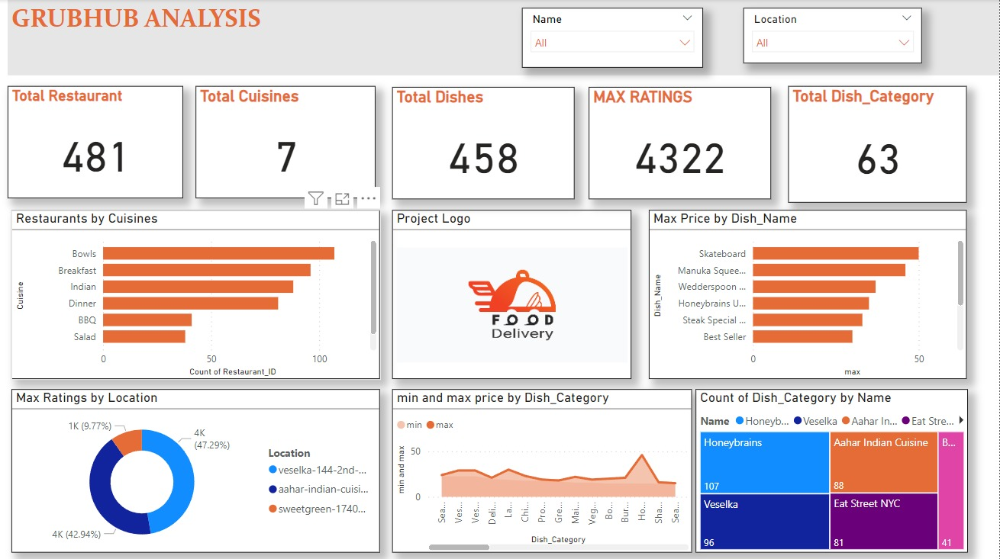 GRUBHUB ANALYSIS
Name
All
Location
All
Total Restaurant
481
Total Cuisines
7
Total Dishes
458
MAX RATINGS
4322
Total Dish_Category
63
Restaurants by Cuisines
Cuisine
Bowls
Breakfast
Indian
Dinner
BBQ
Salad
0 50 100
Count of Restaurant_ID
Project Logo
FOOD
Delivery
Max Price by Dish_Name
Dish_Name
Skateboard
Manuka Squee...
Wedderspoon ...
Honeybrains U...
Steak Special ...
Best Seller
0 50
max
Max Ratings by Location
1K (9.77%)
4K
(47.29%)
4K (42.94%)
Location
veselka-144-2nd-...
aahar-indian-cuisi...
sweetgreen-1740...
min and max price by Dish_Category
min max
min and max
50
0
Sea... Ves... Ves... Deli... La... Chi... Pro... Gre... Mai... Veg... Bo... Bur... Ho... Sha... Sea...
Dish_Category
Count of Dish_Category by Name
Name Honeyb... Veselka Aahar In... Eat Stre...
Honeybrains
107
Veselka
96
Aahar Indian Cuisine
88
Eat Street NYC
81
B...
41